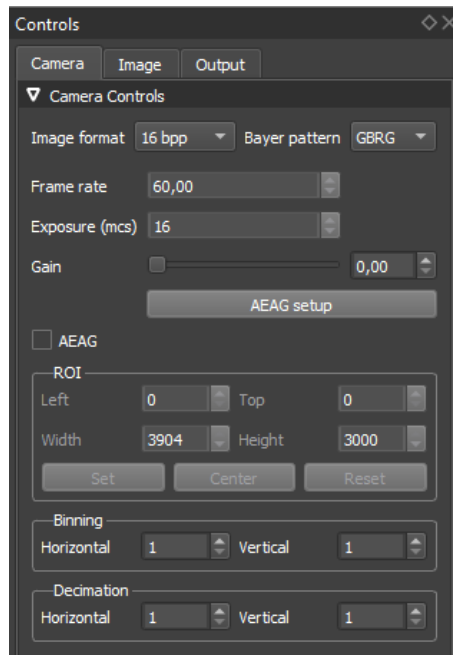 Controls
Camera Image Output
Camera Controls
Image format 16 bpp Bayer pattern GBRG
Frame rate 60,00
Exposure (mcs) 16
Gain 0,00
AEAG setup
AEAG
ROI
Left 0 Top 0
Width 3904 Height 3000
Set Center Reset
Binning
Horizontal 1 Vertical 1
Decimation
Horizontal 1 Vertical 1